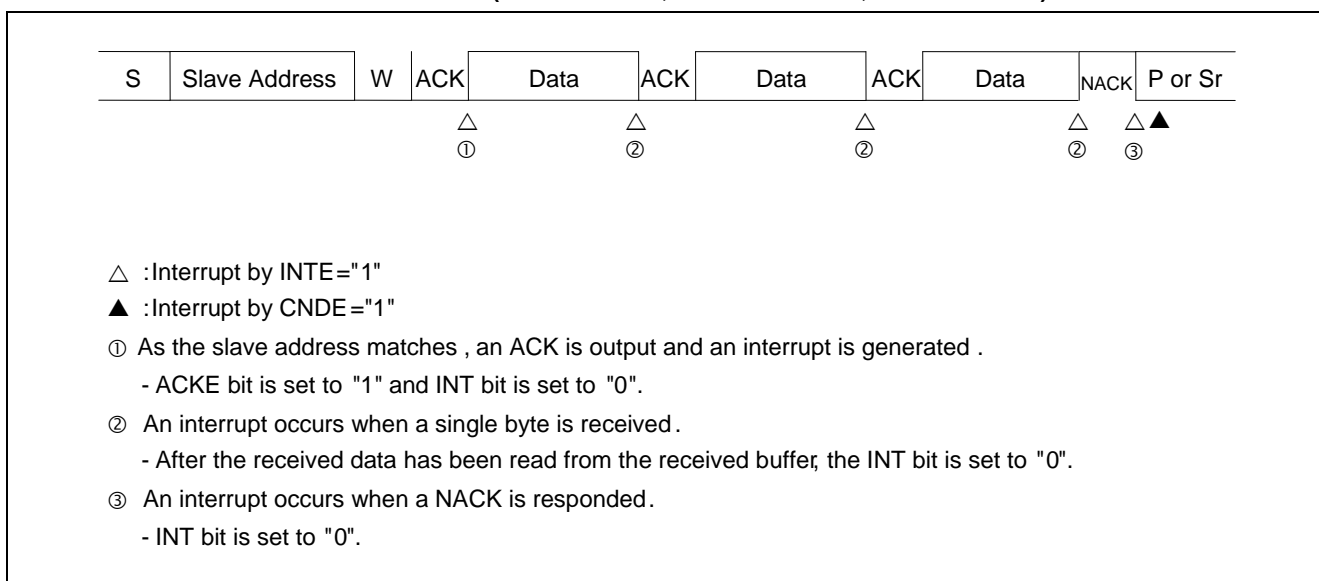 S Slave Address W ACK Data ACK Data ACK Data NACK P or Sr
△ △ △ △ △ ▲
① ② ② ② ③
△ :Interrupt by INTE="1"
▲ :Interrupt by CNDE="1"
① As the slave address matches , an ACK is output and an interrupt is generated .
- ACKE bit is set to "1" and INT bit is set to "0".
② An interrupt occurs when a single byte is received.
- After the received data has been read from the received buffer, the INT bit is set to "0".
③ An interrupt occurs when a NACK is responded.
- INT bit is set to "0".